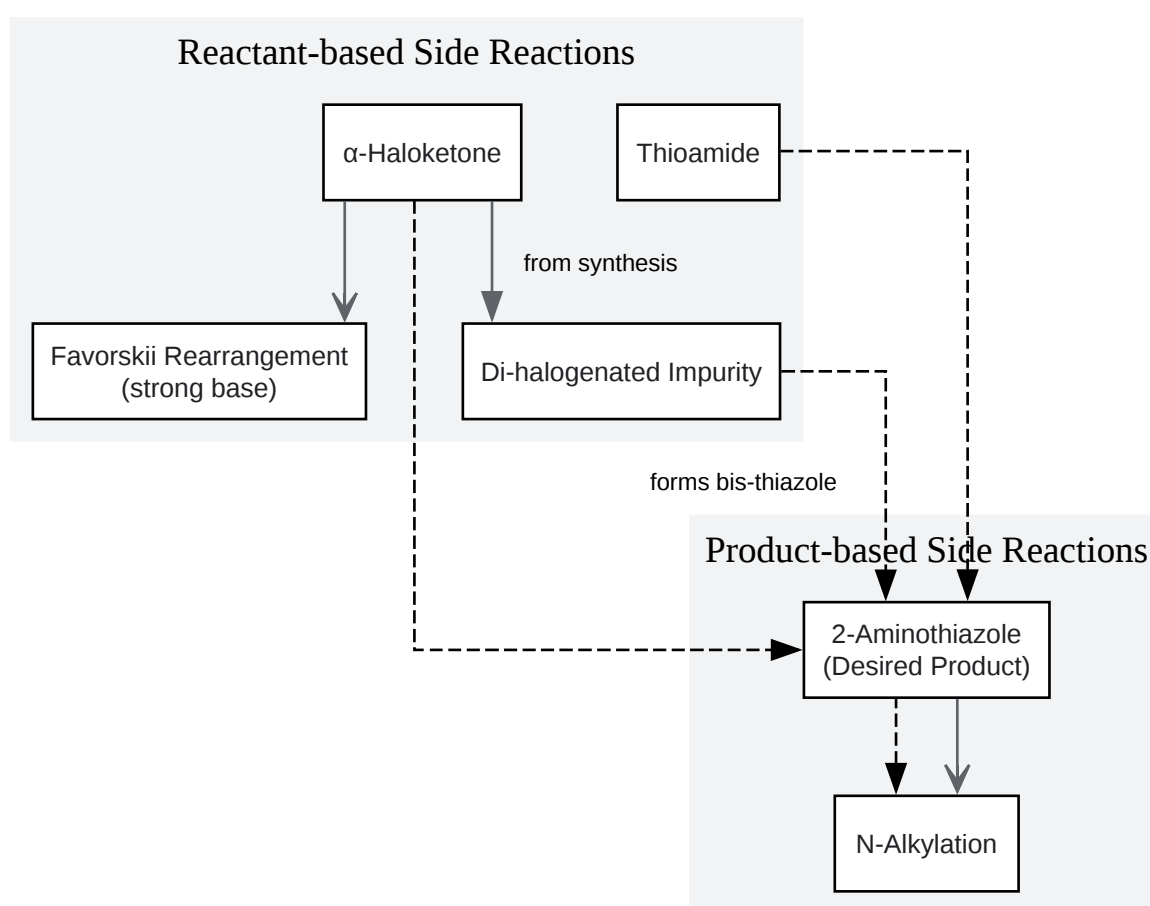 Reactant-based Side Reactions
α-Haloketone
Thioamide
from synthesis
Favorskii Rearrangement
(strong base)
Di-halogenated Impurity
forms bis-thiazole
Product-based Side Reactions
2-Aminothiazole
(Desired Product)
N-Alkylation